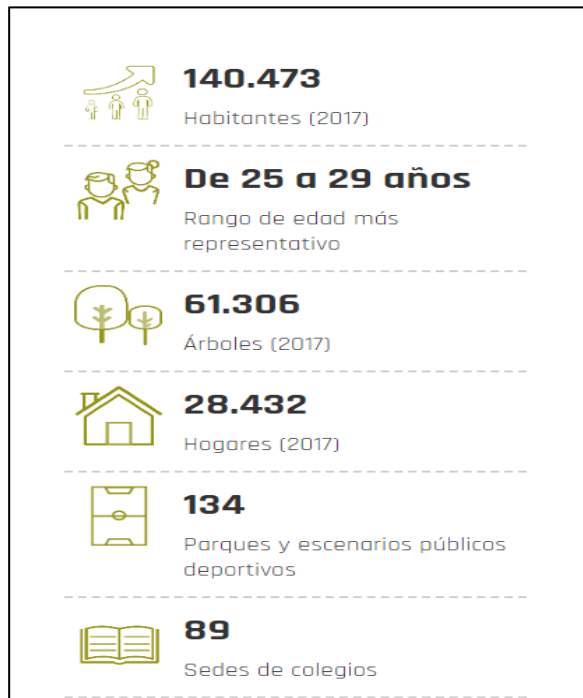 140.473
Habitantes (2017)
De 25 a 29 años
Rango de edad más
representativo
61.306
Árboles (2017)
28.432
Hogares (2017)
134
Parques y escenarios públicos
deportivos
89
Sedes de colegios